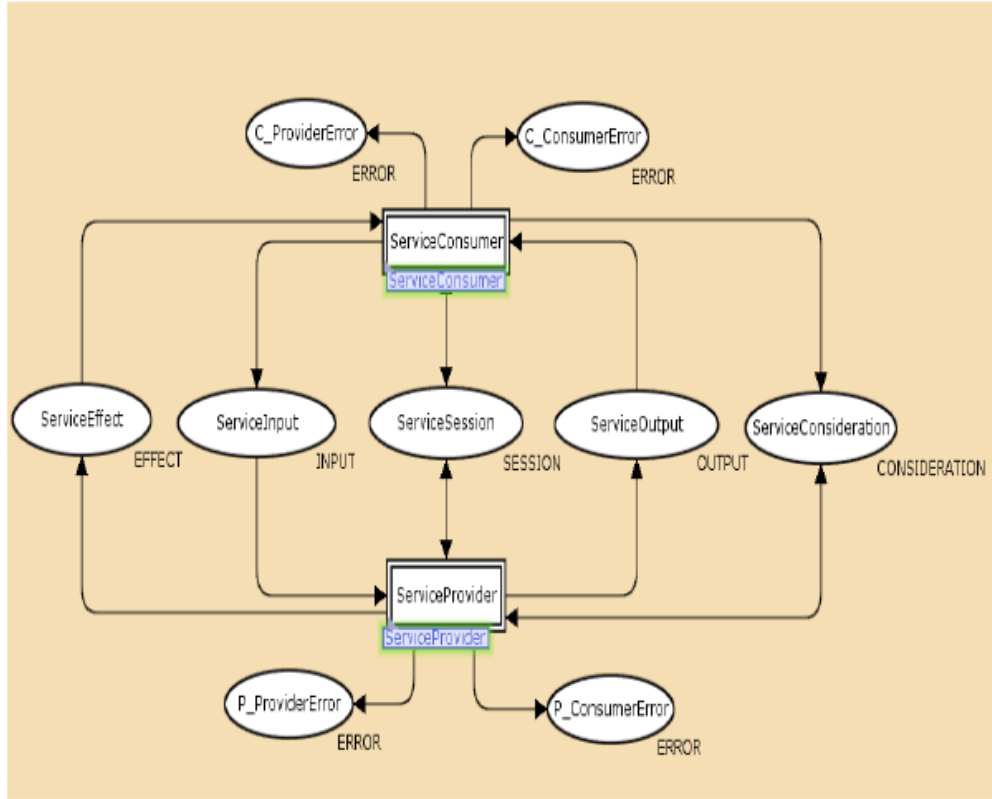 C_ProviderError
ERROR
C_ConsumerError
ERROR
ServiceConsumer
ServiceConsumer
ServiceEffect
EFFECT
ServiceInput
INPUT
ServiceSession
SESSION
ServiceOutput
OUTPUT
ServiceConsideration
CONSIDERATION
ServiceProvider
ServiceProvider
P_ProviderError
ERROR
P_ConsumerError
ERROR